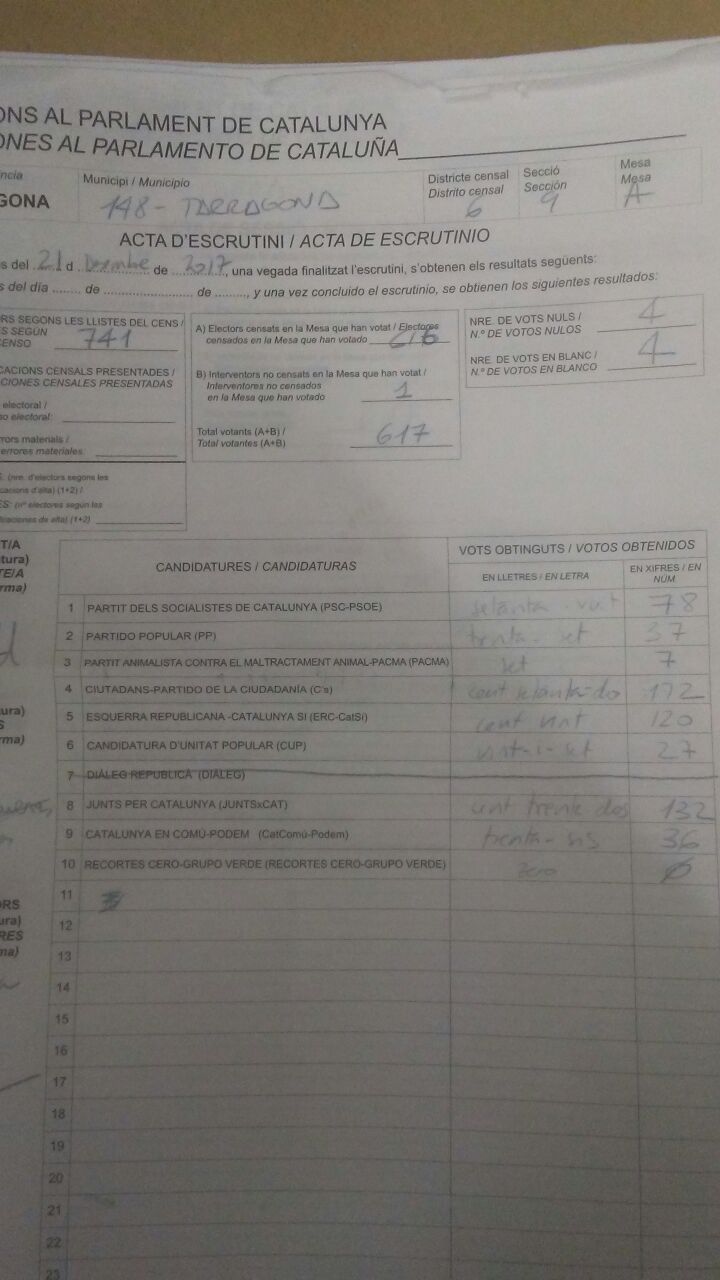 ONS AL PARLAMENT DE CATALUNYA
ONES AL PARLAMENTO DE CATALUÑA
ncia
GONA
Municipi / Municipio
148 - TARRAGONA
Districte censal
Distrito censal
6
Secció
Sección
9
Mesa
Mesa
A
ACTA D'ESCRUTINI / ACTA DE ESCRUTINIO
s del 21 d Desembre de 2017, una vegada finalitzat l'escrutini, s'obtenen els resultats següents:
s del día ........ de ........................ de ........., y una vez concluido el escrutinio, se obtienen los siguientes resultados:
RS SEGONS LES LLISTES DEL CENS /
S SEGÚN
ENSO
741
CACIONS CENSALS PRESENTADES /
CIONES CENSALES PRESENTADAS
electoral /
o electoral:
rrors materials /
errores materiales:
S: (nre. d'electors segons les
cacions d'alta) (1+2) /
ES: (nº electores según las
ificaciones de alta) (1+2)
A) Electors censats en la Mesa que han votat / Electores
censados en la Mesa que han votado 616
B) Interventors no censats en la Mesa que han votat /
Interventores no censados
en la Mesa que han votado 1
Total votants (A+B) /
Total votantes (A+B) 617
NRE. DE VOTS NULS /
N.º DE VOTOS NULOS 4
NRE. DE VOTS EN BLANC /
N.º DE VOTOS EN BLANCO 4
NT/A
tura)
TE/A
rma)
ura)
S
rma)
ORS
ura)
RES
ma)
CANDIDATURES / CANDIDATURAS
VOTS OBTINGUTS / VOTOS OBTENIDOS
EN LLETRES / EN LETRA
EN XIFRES / EN NÚM.
1 PARTIT DELS SOCIALISTES DE CATALUNYA (PSC-PSOE) setanta-vuit 78
2 PARTIDO POPULAR (PP) trenta-set 37
3 PARTIT ANIMALISTA CONTRA EL MALTRACTAMENT ANIMAL-PACMA (PACMA) set 7
4 CIUTADANS-PARTIDO DE LA CIUDADANÍA (C's) cent setanta-dos 172
5 ESQUERRA REPUBLICANA -CATALUNYA SI (ERC-CatSí) cent vint 120
6 CANDIDATURA D'UNITAT POPULAR (CUP) vint-i-set 27
7 DIÀLEG REPUBLICÀ (DIÀLEG)
8 JUNTS PER CATALUNYA (JUNTSxCAT) cent trenta dos 132
9 CATALUNYA EN COMÚ-PODEM (CatComú-Podem) trenta-sis 36
10 RECORTES CERO-GRUPO VERDE (RECORTES CERO-GRUPO VERDE) zero 0
11
12
13
14
15
16
17
18
19
20
21
22
23